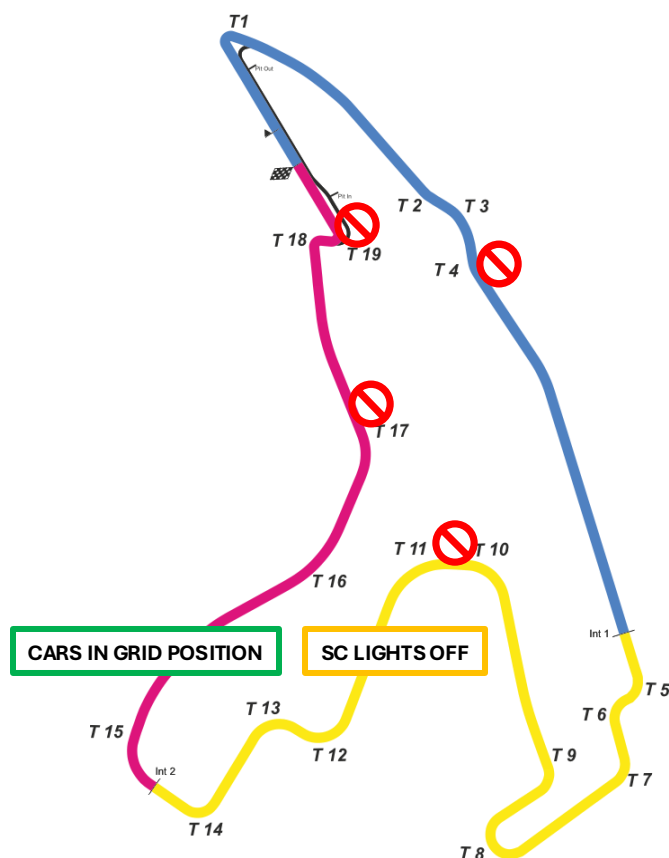 T1
Pit Out
Pit In
T 2
T 3
T 18
T 19
T 4
T 17
T 11
T 10
T 16
Int 1
CARS IN GRID POSITION
SC LIGHTS OFF
T 5
T 6
T 13
T 15
T 12
T 9
Int 2
T 7
T 14
T 8